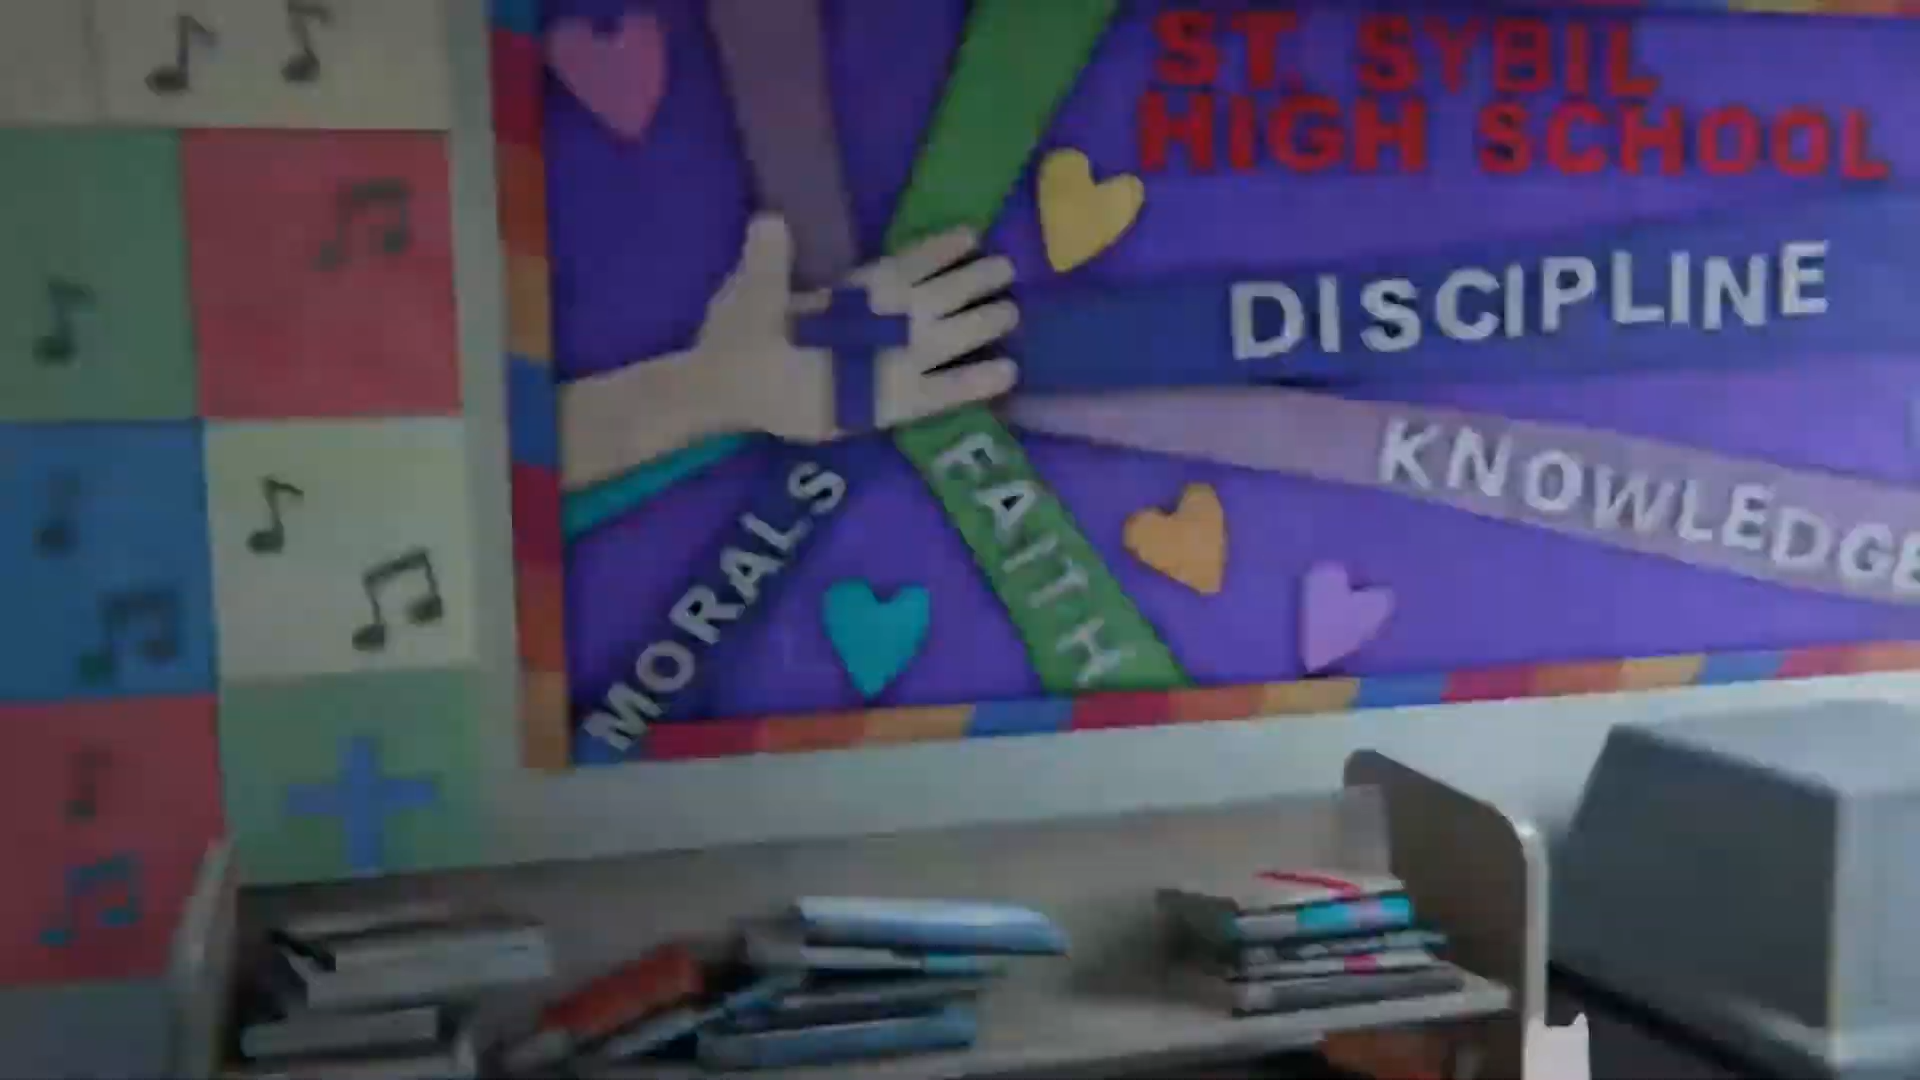 ST. SYBIL
HIGH SCHOOL
DISCIPLINE
KNOWLEDGE
FAITH
MORALS